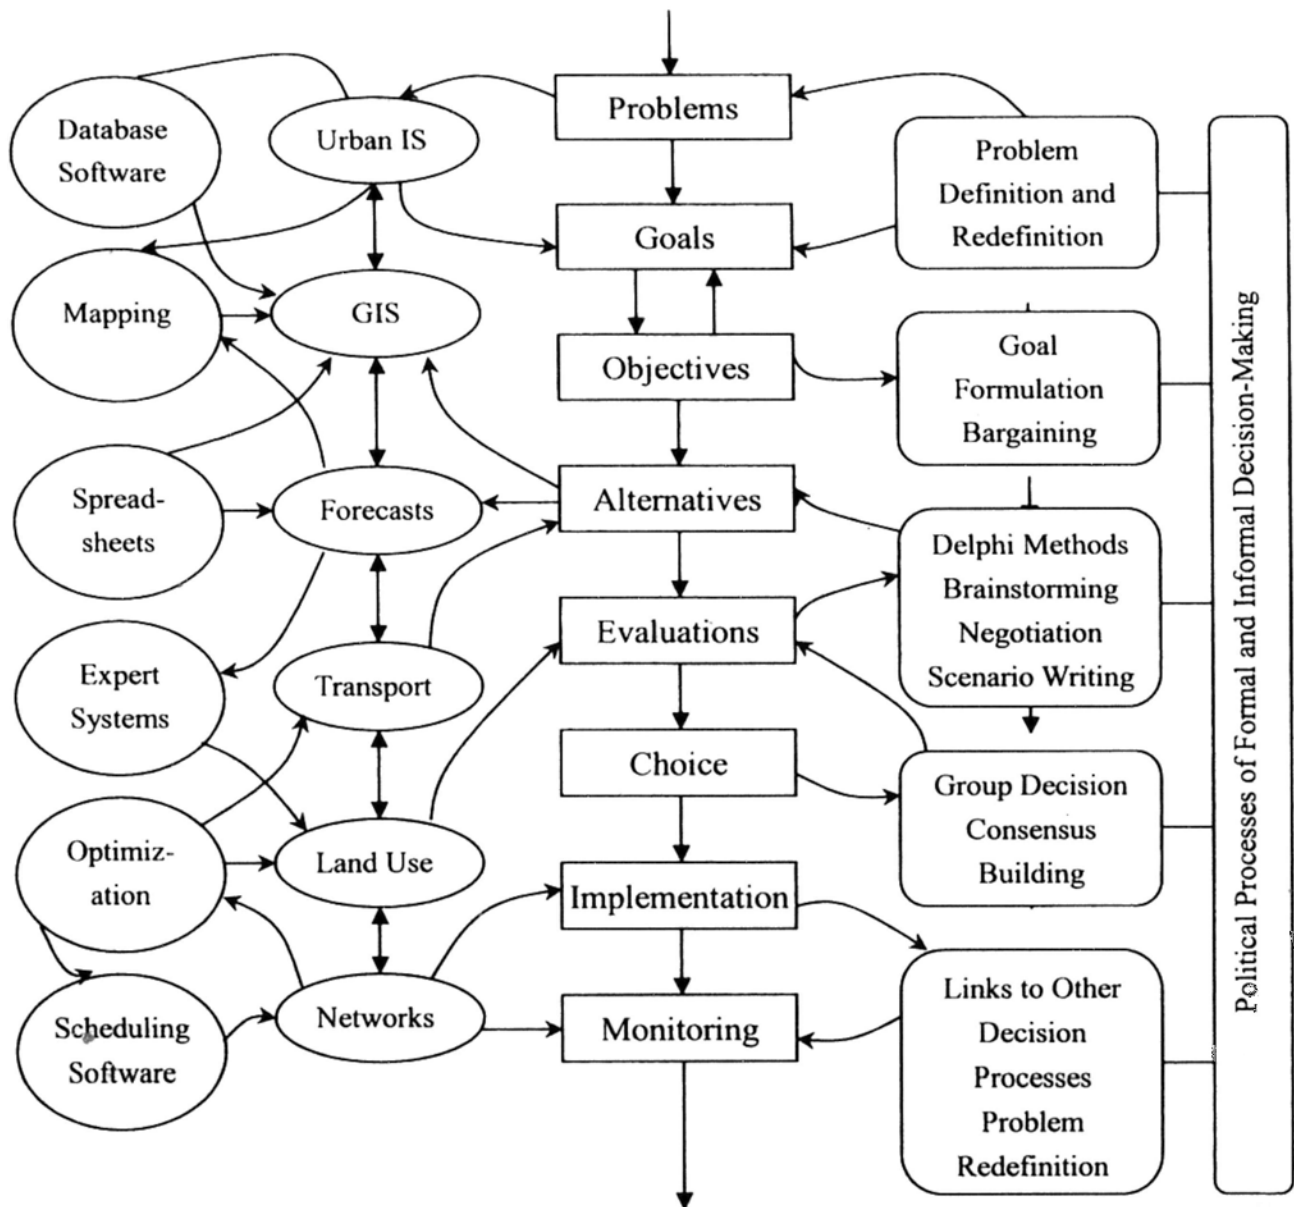 Database
Software
Urban IS
Mapping
GIS
Spread-
sheets
Forecasts
Expert
Systems
Transport
Optimiz-
ation
Land Use
Scheduling
Software
Networks
Problems
Goals
Objectives
Alternatives
Evaluations
Choice
Implementation
Monitoring
Problem
Definition and
Redefinition
Goal
Formulation
Bargaining
Delphi Methods
Brainstorming
Negotiation
Scenario Writing
Group Decision
Consensus
Building
Links to Other
Decision
Processes
Problem
Redefinition
Political Processes of Formal and Informal Decision-Making